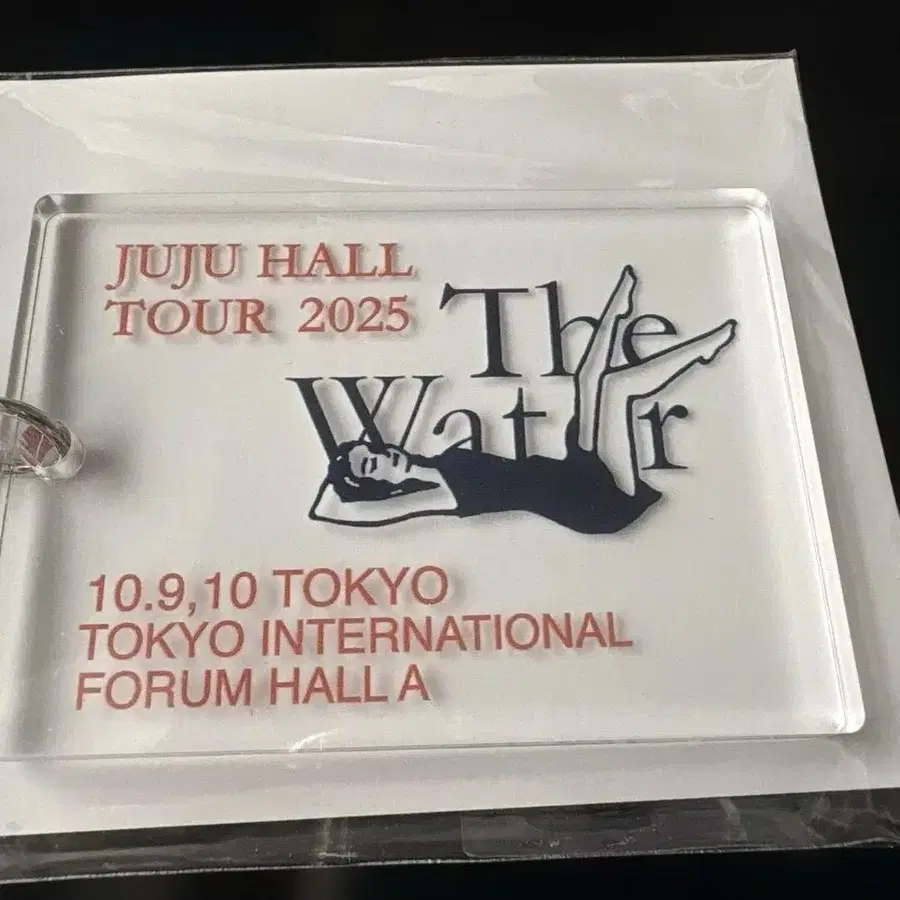 JUJU HALL
TOUR 2025
The
Water
10.9,10 TOKYO
TOKYO INTERNATIONAL
FORUM HALL A